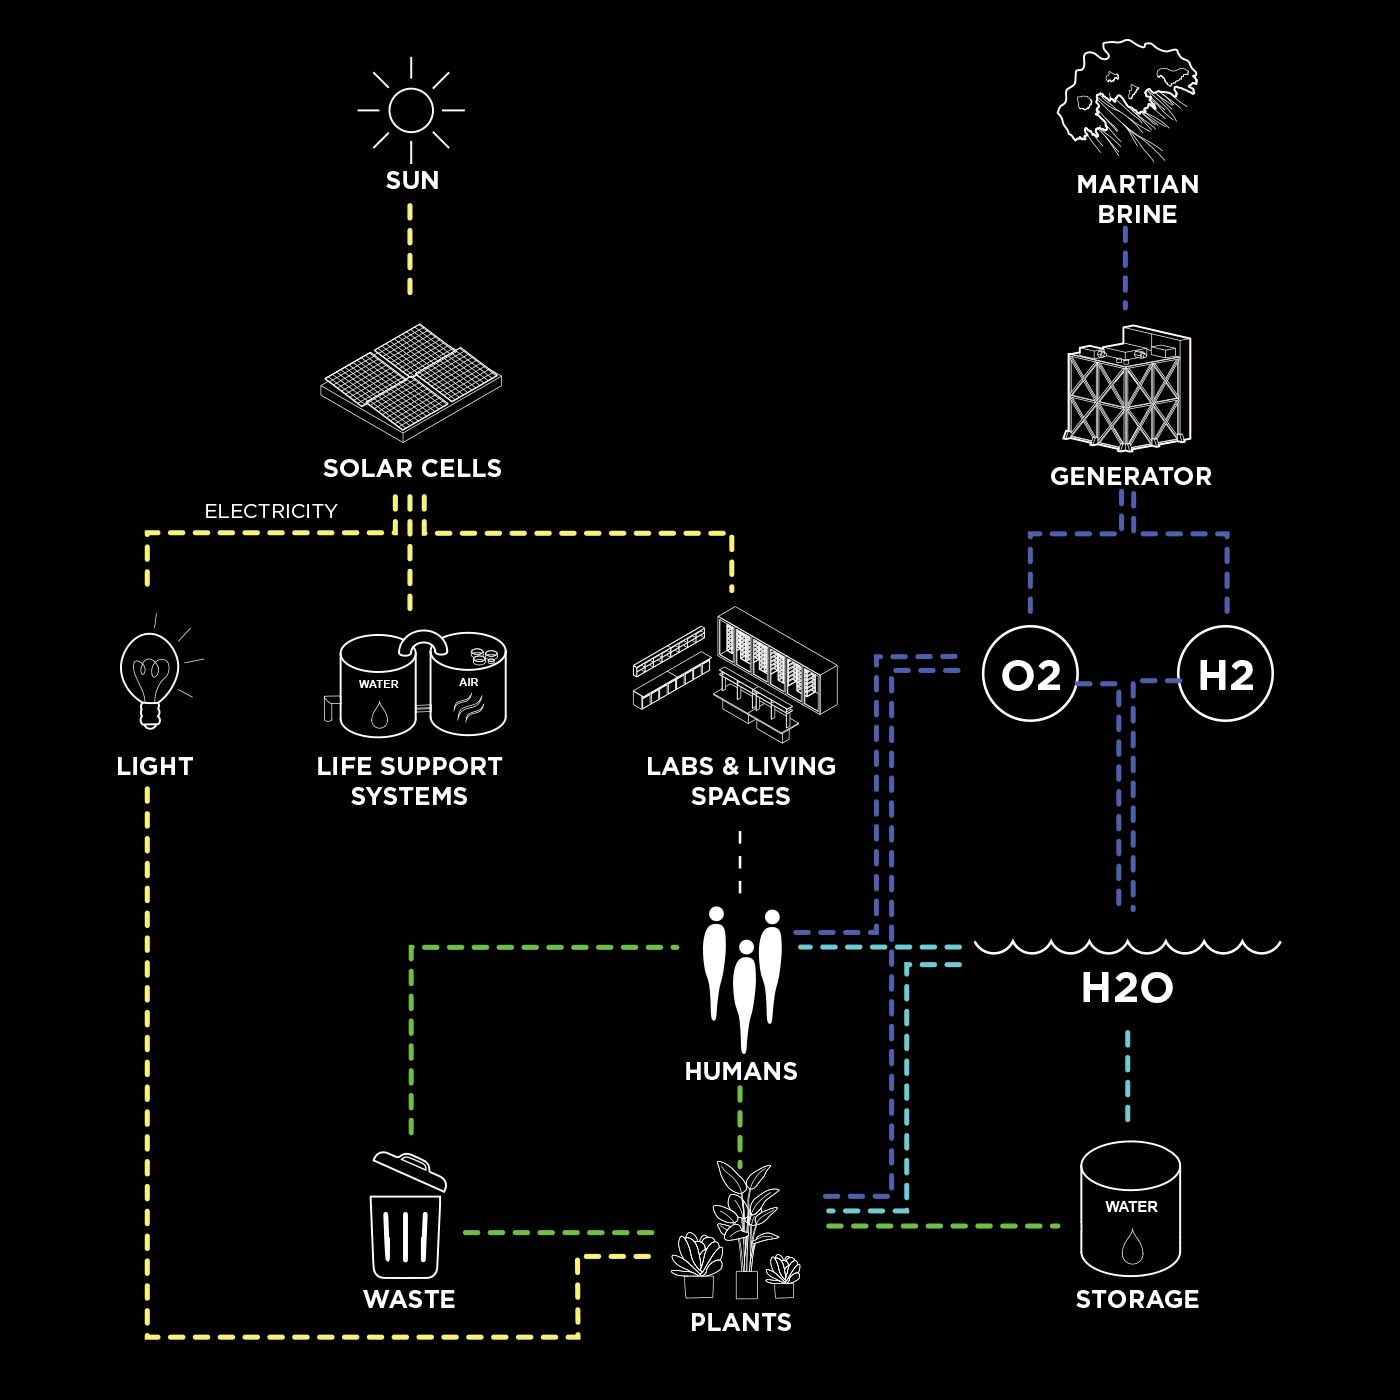 SUN
MARTIAN
BRINE
SOLAR CELLS
GENERATOR
ELECTRICITY
WATER
AIR
O2
H2
LIGHT
LIFE SUPPORT
SYSTEMS
LABS & LIVING
SPACES
H2O
HUMANS
WATER
WASTE
PLANTS
STORAGE